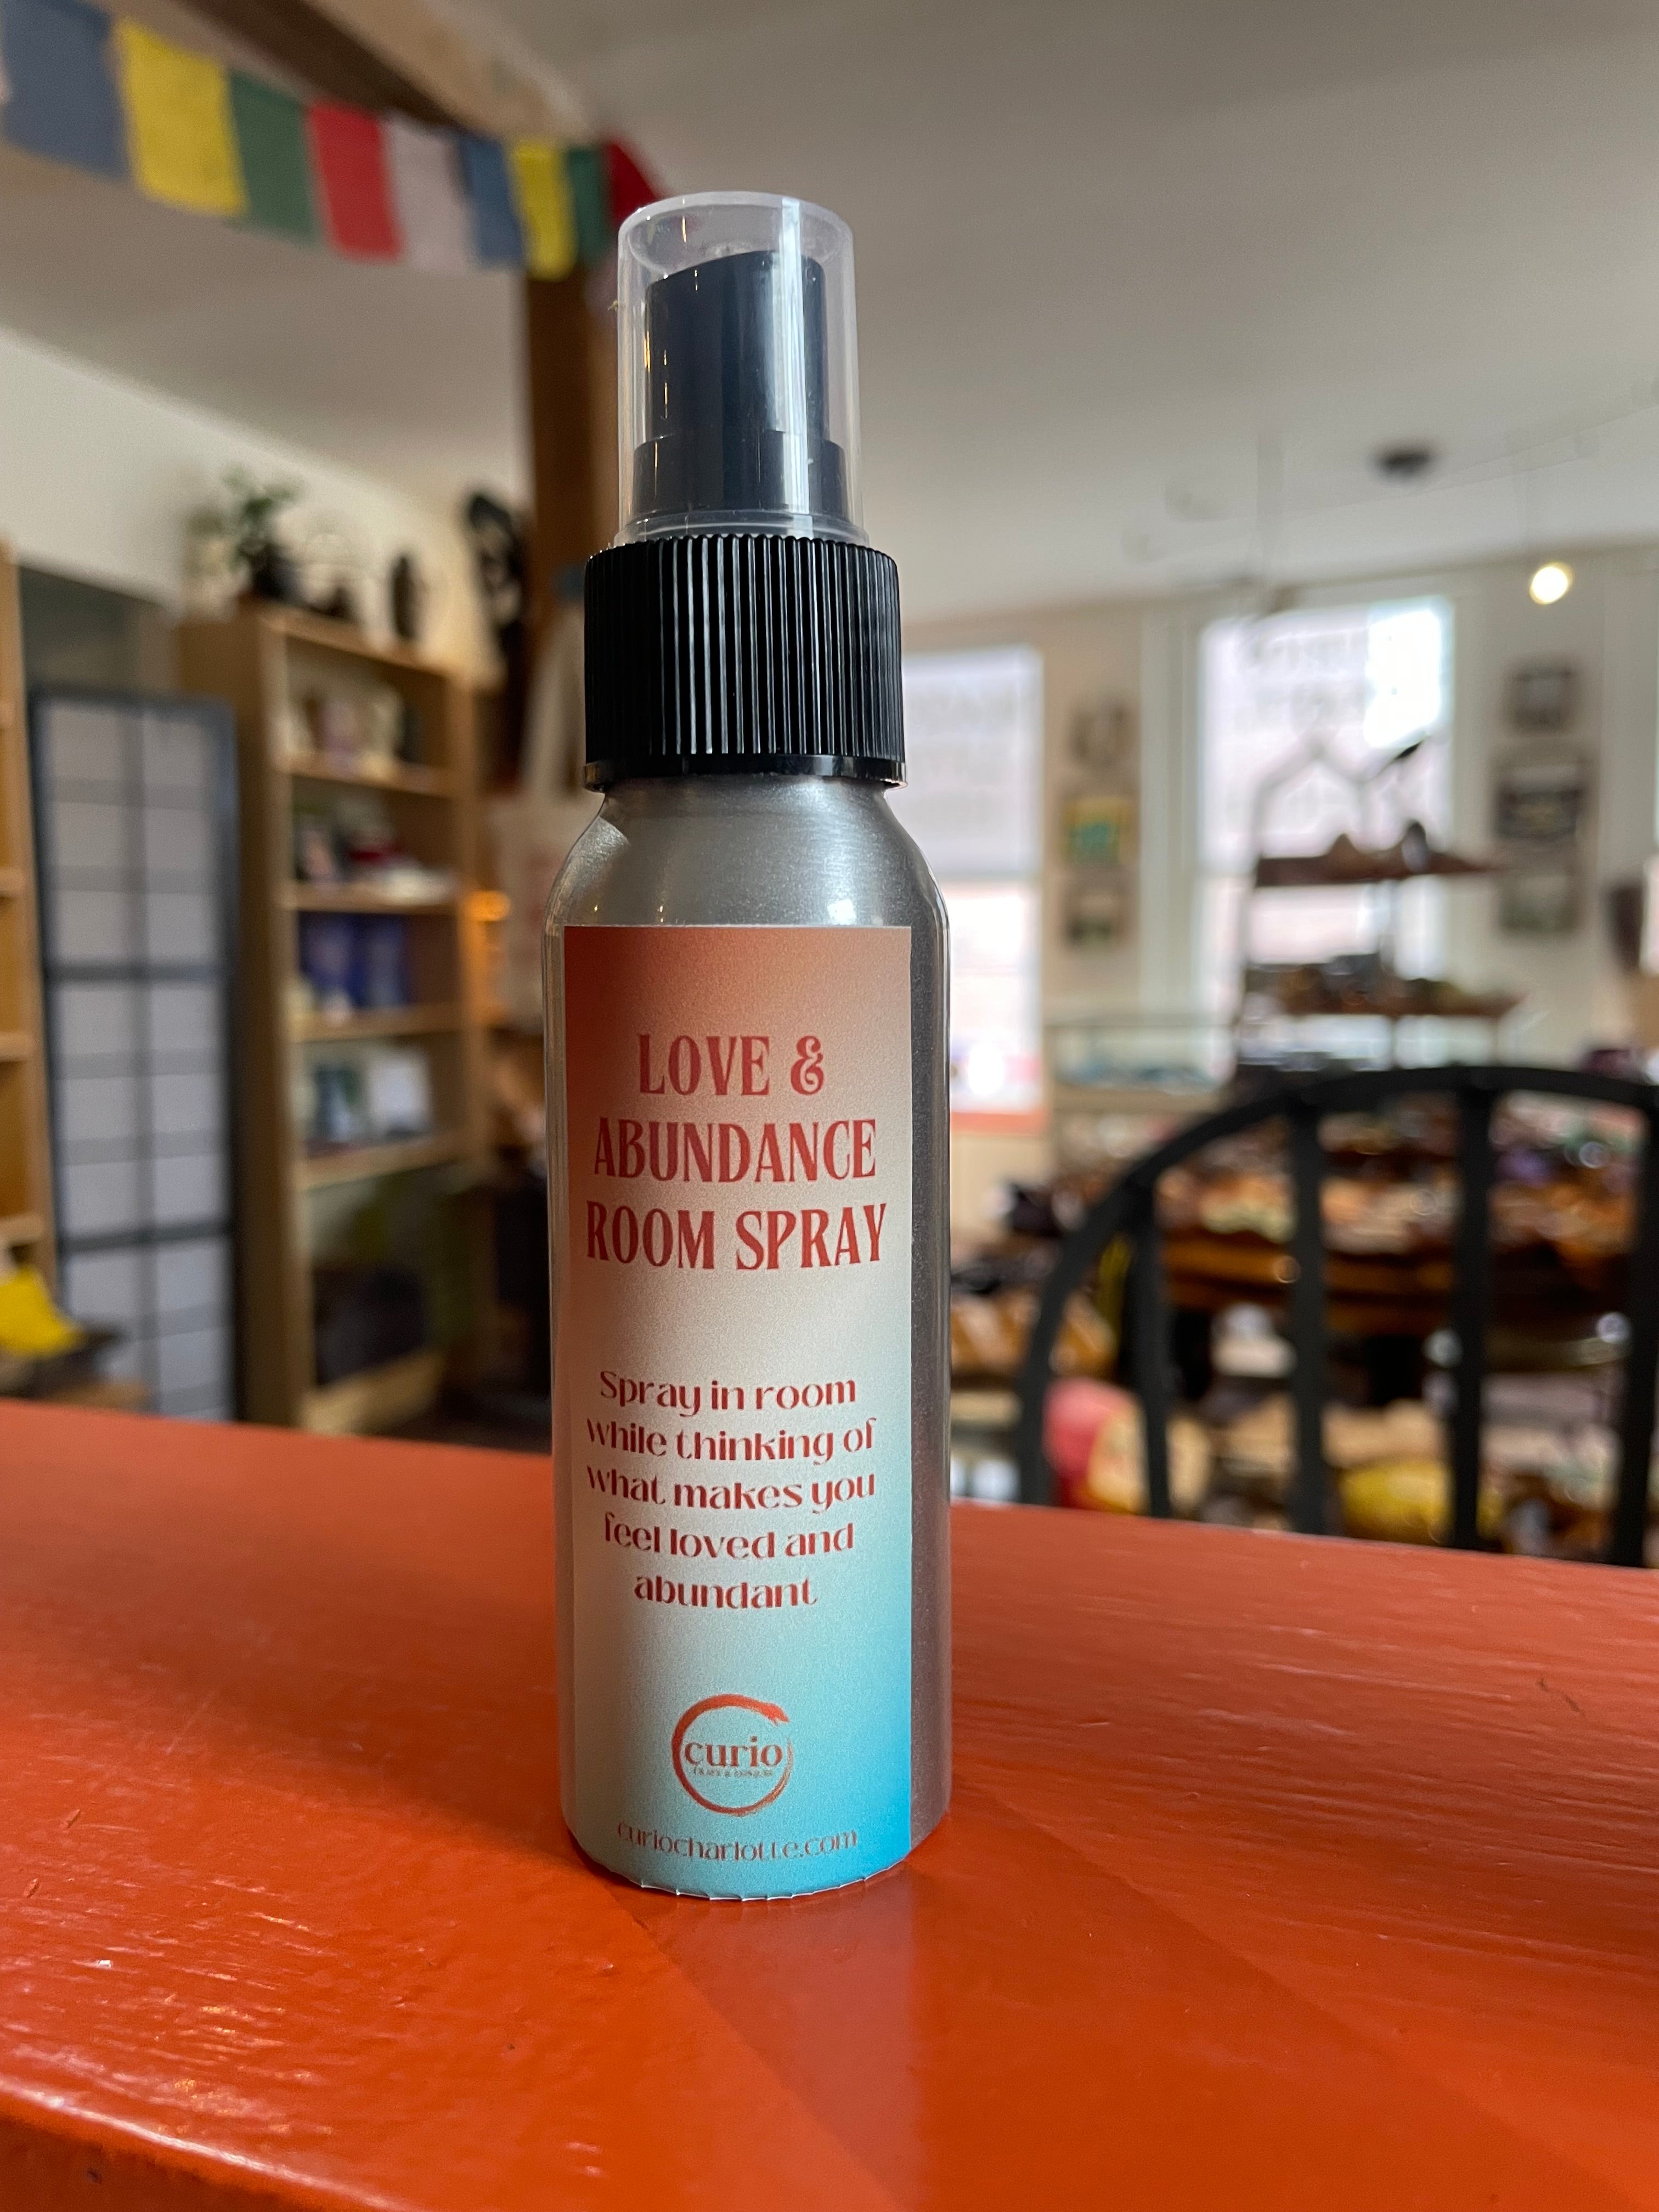 LOVE &
ABUNDANCE
ROOM SPRAY
Spray in room
while thinking of
what makes you
feel loved and
abundant
curio
curiocharlotte.com